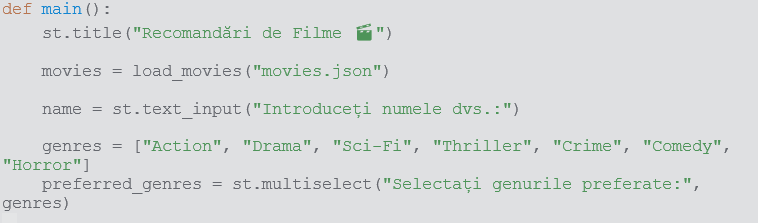 def main():
    st.title("Recomandări de Filme 🎬")
    movies = load_movies("movies.json")
    name = st.text_input("Introduceți numele dvs.:")
    genres = ["Action", "Drama", "Sci-Fi", "Thriller", "Crime", "Comedy",
"Horror"]
    preferred_genres = st.multiselect("Selectați genurile preferate:",
genres)